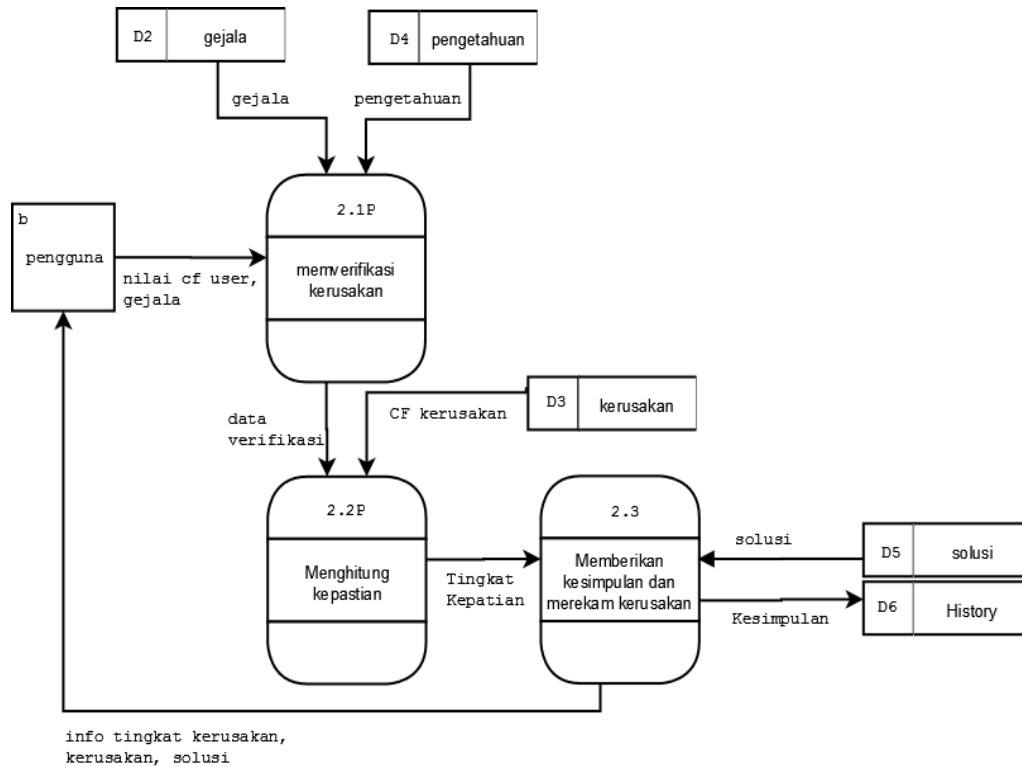 D2
gejala
D4
pengetahuan
gejala
pengetahuan
2.1P
b
pengguna
memverifikasi
kerusakan
nilai cf user,
gejala
data
verifikasi
CF kerusakan
D3
kerusakan
2.2P
2.3
Menghitung
kepastian
Tingkat
Kepatian
Memberikan
kesimpulan dan
merekam kerusakan
solusi
D5
solusi
Kesimpulan
D6
History
info tingkat kerusakan,
kerusakan, solusi